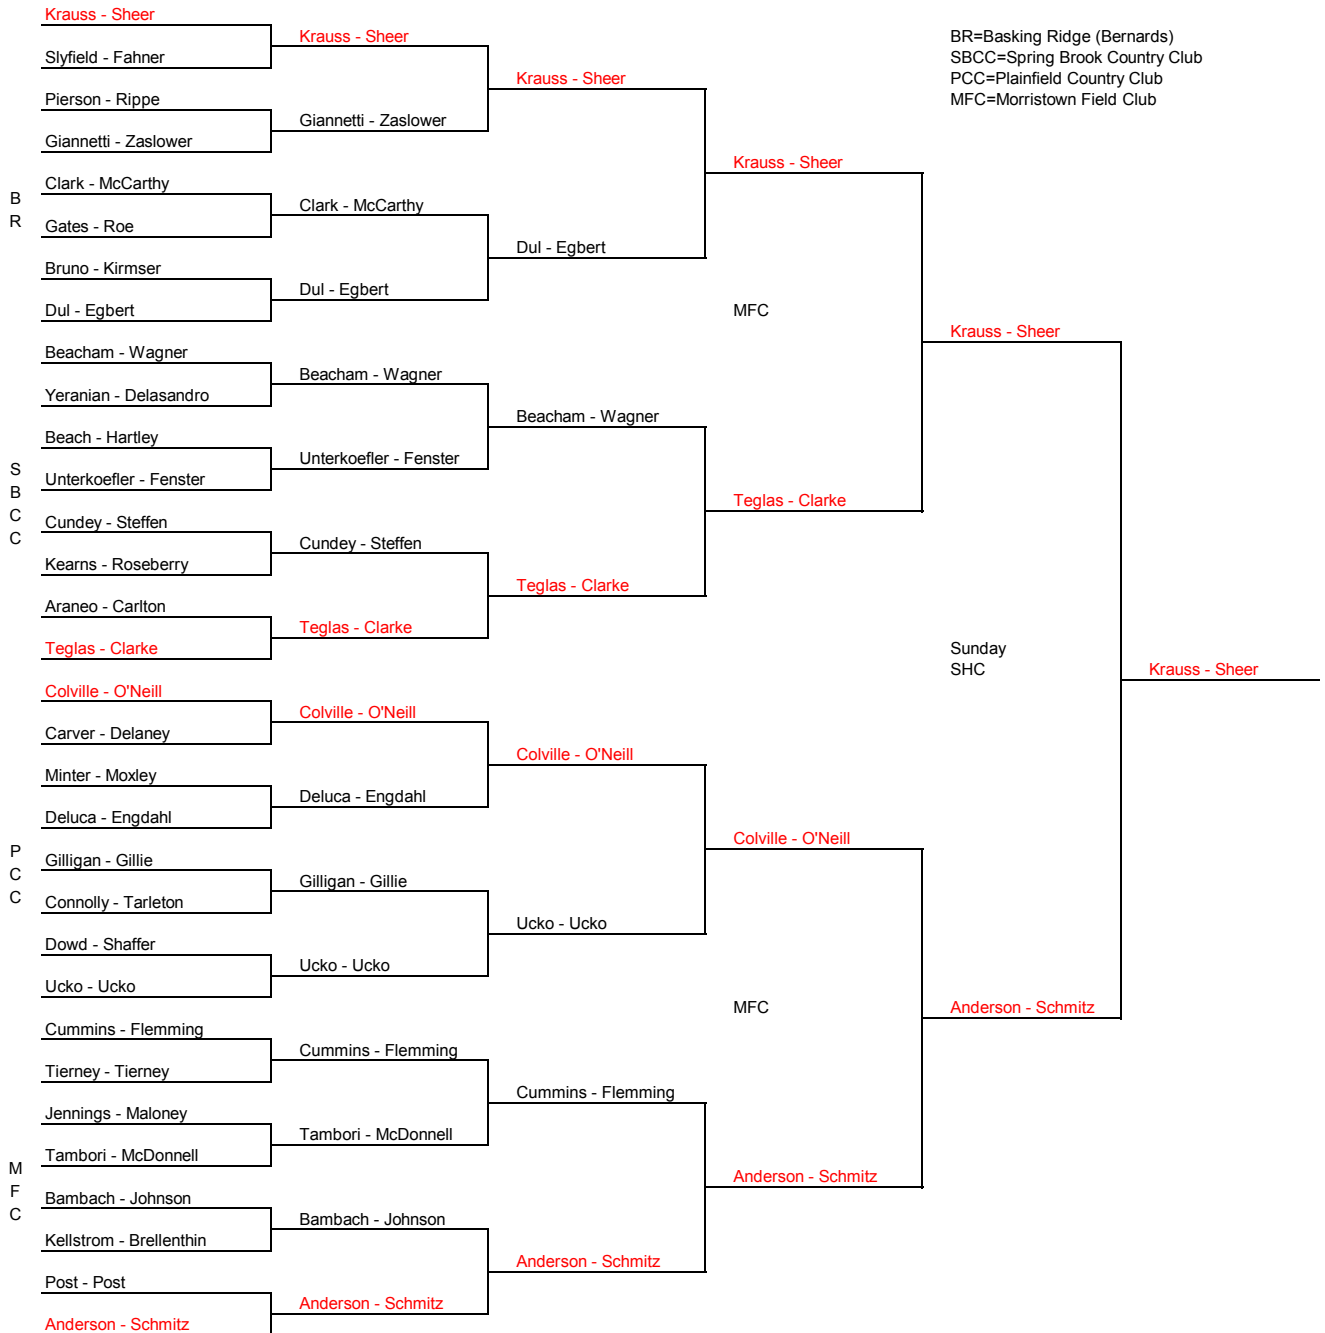 Krauss - Sheer
Slyfield - Fahner
Pierson - Rippe
Giannetti - Zaslower
Clark - McCarthy
Gates - Roe
Bruno - Kirmser
Dul - Egbert
Beacham - Wagner
Yeranian - Delasandro
Beach - Hartley
Unterkoefler - Fenster
Cundey - Steffen
Kearns - Roseberry
Araneo - Carlton
Teglas - Clarke
Colville - O'Neill
Carver - Delaney
Minter - Moxley
Deluca - Engdahl
Gilligan - Gillie
Connolly - Tarleton
Dowd - Shaffer
Ucko - Ucko
Cummins - Flemming
Tierney - Tierney
Jennings - Maloney
Tambori - McDonnell
Bambach - Johnson
Kellstrom - Brellenthin
Post - Post
Anderson - Schmitz
B
R
S
B
C
C
P
C
C
M
F
C
Krauss - Sheer
Giannetti - Zaslower
Clark - McCarthy
Dul - Egbert
Beacham - Wagner
Unterkoefler - Fenster
Cundey - Steffen
Teglas - Clarke
Colville - O'Neill
Deluca - Engdahl
Gilligan - Gillie
Ucko - Ucko
Cummins - Flemming
Tambori - McDonnell
Bambach - Johnson
Anderson - Schmitz
Krauss - Sheer
Dul - Egbert
Beacham - Wagner
Teglas - Clarke
Colville - O'Neill
Ucko - Ucko
Cummins - Flemming
Anderson - Schmitz
Krauss - Sheer
MFC
Teglas - Clarke
Colville - O'Neill
MFC
Anderson - Schmitz
BR=Basking Ridge (Bernards)
SBCC=Spring Brook Country Club
PCC=Plainfield Country Club
MFC=Morristown Field Club
Krauss - Sheer
Sunday
SHC
Anderson - Schmitz
Krauss - Sheer